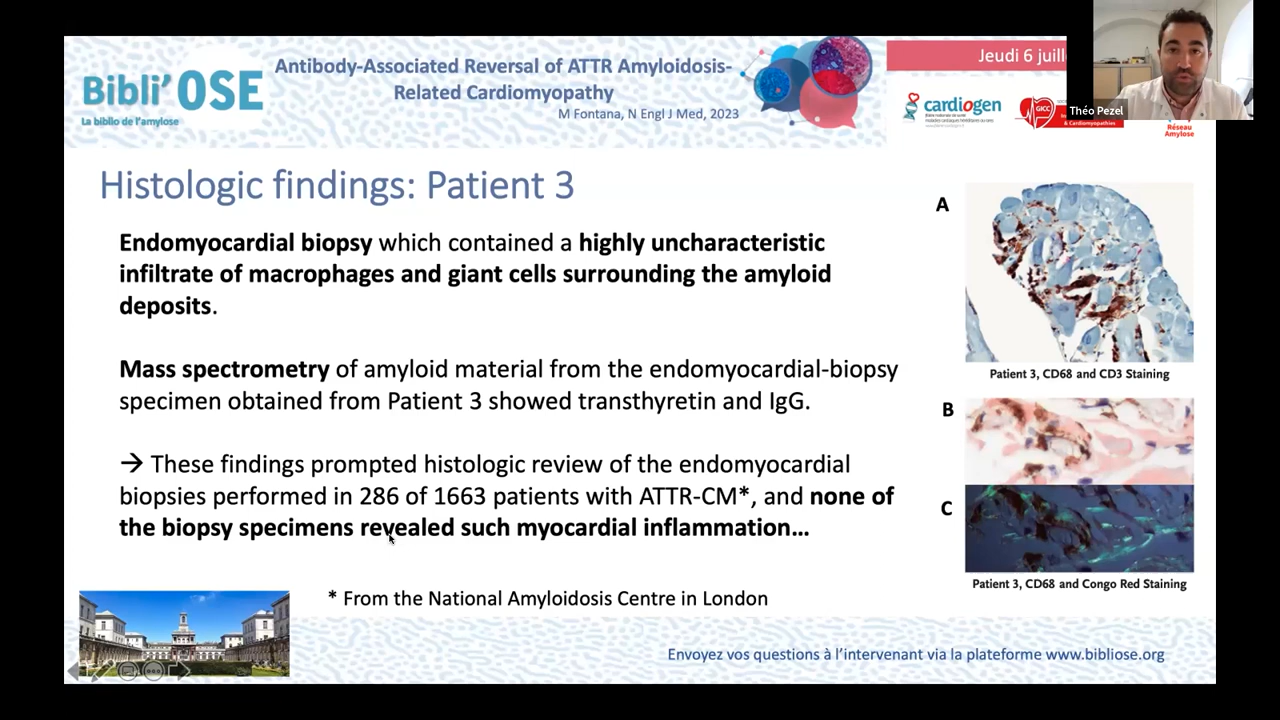 Bibli'OSE
La biblio de l'amylose
Antibody-Associated Reversal of ATTR Amyloidosis-
Related Cardiomyopathy
M Fontana, N Engl J Med, 2023
Jeudi 6 juill
cardiogen
GICC
& Cardiomyopathies
Réseau
Amylose
Théo Pezel
Histologic findings: Patient 3
Endomyocardial biopsy which contained a highly uncharacteristic
infiltrate of macrophages and giant cells surrounding the amyloid
deposits.
Mass spectrometry of amyloid material from the endomyocardial-biopsy
specimen obtained from Patient 3 showed transthyretin and IgG.
→ These findings prompted histologic review of the endomyocardial
biopsies performed in 286 of 1663 patients with ATTR-CM*, and none of
the biopsy specimens revealed such myocardial inflammation…
* From the National Amyloidosis Centre in London
A
Patient 3, CD68 and CD3 Staining
B
C
Patient 3, CD68 and Congo Red Staining
Envoyez vos questions à l'intervenant via la plateforme www.bibliose.org